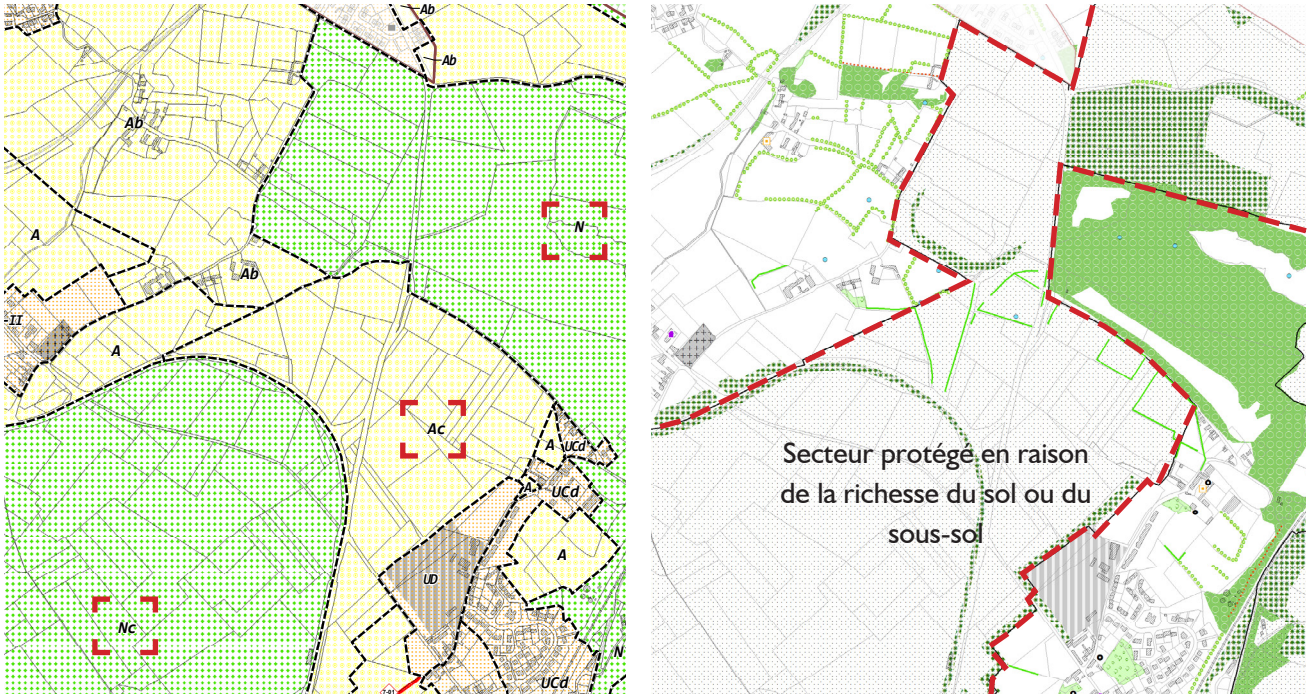 Ab
Ab
Ab
N
A
Ab
-II
A
Ac
A
UCd
A
UCd
A
UD
Nc
N
UCd
Secteur protégé en raison
de la richesse du sol ou du
sous-sol